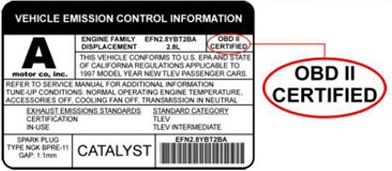 VEHICLE EMISSION CONTROL INFORMATION
A
motor co, inc.
ENGINE FAMILY EFN2.8YBT2BA
DISPLACEMENT 2.8L
OBD II
CERTIFIED
THIS VEHICLE CONFORMS TO U.S. EPA AND STATE
OF CALIFORNIA REGULATIONS APPLICABLE TO
1997 MODEL YEAR NEW TLEV PASSENGER CARS.
REFER TO SERVICE MANUAL FOR ADDITIONAL INFORMATION
TUNE-UP CONDITIONS: NORMAL OPERATING ENGINE TEMPERATURE,
ACCESSORIES OFF, COOLING FAN OFF, TRANSMISSION IN NEUTRAL
EXHAUST EMISSIONS STANDARDS STANDARD CATEGORY
CERTIFICATION TLEV
IN-USE TLEV INTERMEDIATE
SPARK PLUG
TYPE NGK BPRE-11
GAP: 1.1mm
CATALYST
EFN2.8YBT2BA
OBD II
CERTIFIED